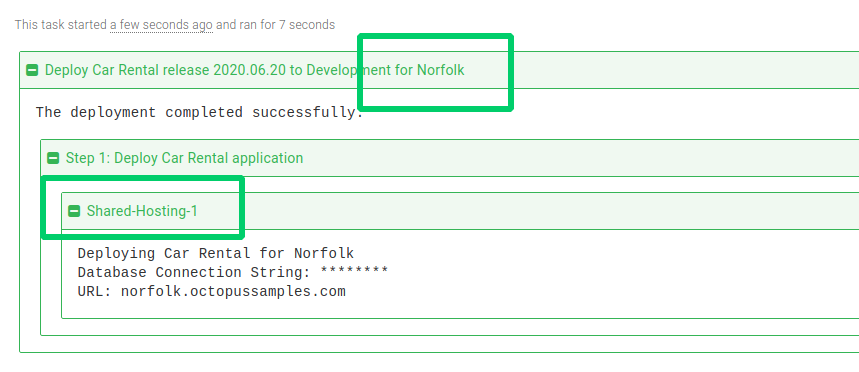 This task started a few seconds ago and ran for 7 seconds
Deploy Car Rental release 2020.06.20 to Development for Norfolk
The deployment completed successfully.
Step 1: Deploy Car Rental application
Shared-Hosting-1
Deploying Car Rental for Norfolk
Database Connection String: ********
URL: norfolk.octopussamples.com